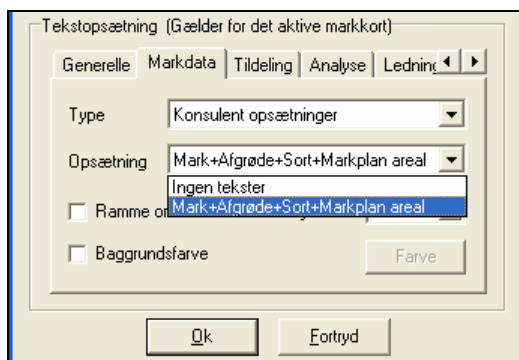 Tekstopsætning (Gælder for det aktive markkort)
Generelle Markdata Tildeling Analyse
Type Konsulent opsætninger
Opsætning Mark+Afgrøde+Sort+Markplan areal
Ingen tekster
Mark+Afgrøde+Sort+Markplan areal
Ramme
Baggrundsfarve Farve
Ok Fortryd